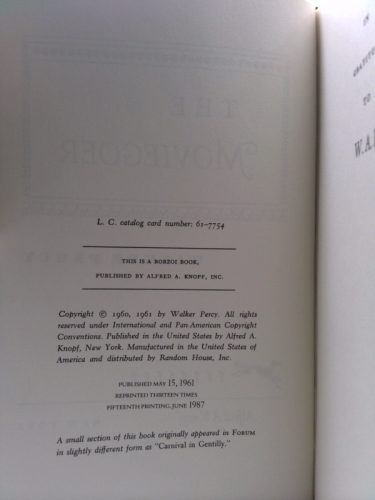 THE
MOVIEGOER
L. C. catalog card number: 61-7754
THIS IS A BORZOI BOOK,
PUBLISHED BY ALFRED A. KNOPF, INC.
Copyright © 1960, 1961 by Walker Percy. All rights
reserved under International and Pan-American Copyright
Conventions. Published in the United States by Alfred A.
Knopf, New York. Manufactured in the United States of
America and distributed by Random House, Inc.
PUBLISHED MAY 15, 1961
REPRINTED THIRTEEN TIMES
FIFTEENTH PRINTING, JUNE 1987
A small section of this book originally appeared in FORUM
in slightly different form as "Carnival in Gentilly."
IN
TO